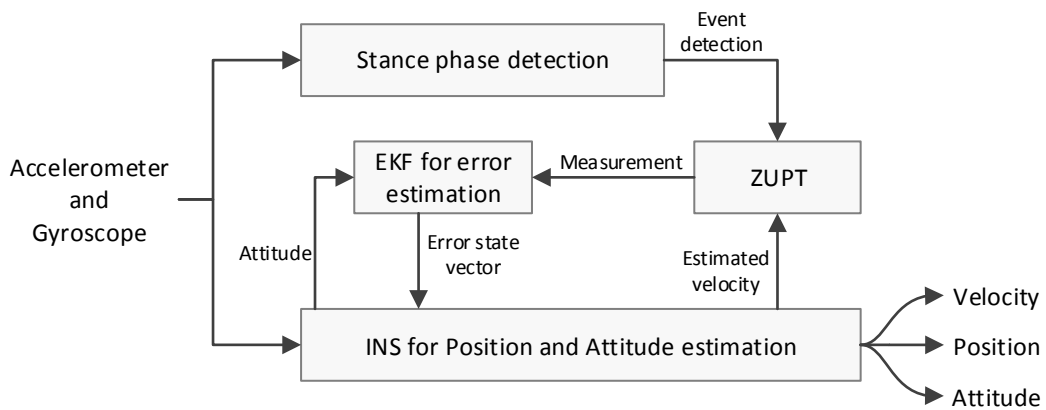 Event
detection
Stance phase detection
Accelerometer
and
Gyroscope
EKF for error
estimation
Measurement
ZUPT
Attitude
Error state
vector
Estimated
velocity
INS for Position and Attitude estimation
Velocity
Position
Attitude